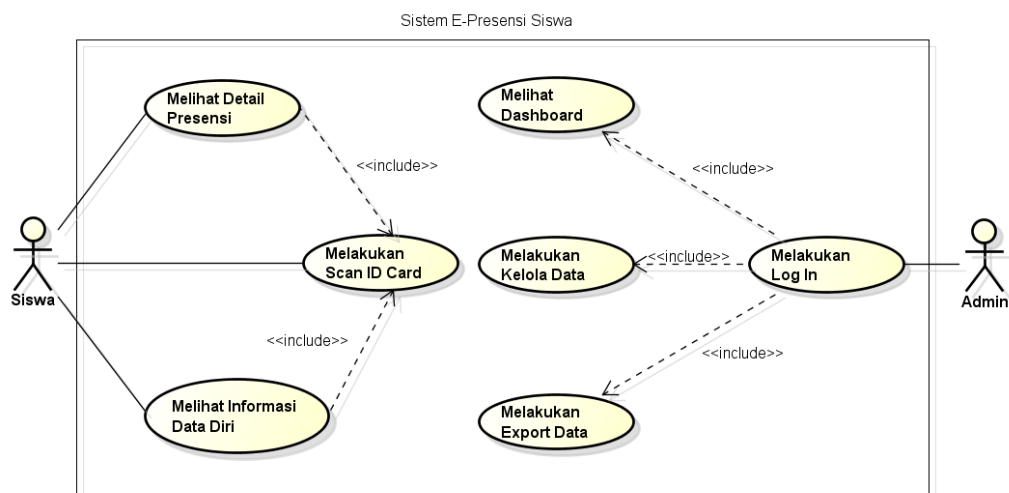 Sistem E-Presensi Siswa
Melihat Detail
Presensi
<<include>>
Melakukan
Scan ID Card
Siswa
<<include>>
Melihat Informasi
Data Diri
Melihat
Dashboard
<<include>>
Melakukan
Kelola Data
<<include>>
Melakukan
Log In
Admin
<<include>>
Melakukan
Export Data